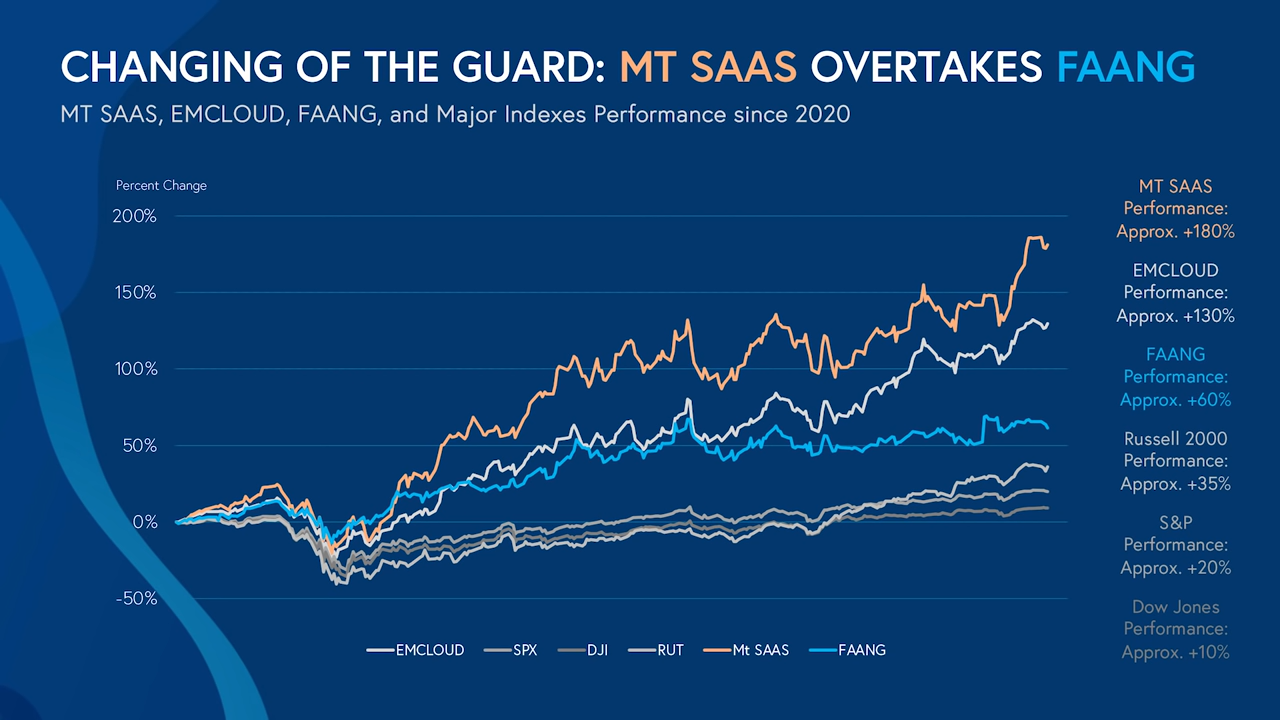 CHANGING OF THE GUARD: MT SAAS OVERTAKES FAANG
MT SAAS, EMCLOUD, FAANG, and Major Indexes Performance since 2020
Percent Change
200%
150%
100%
50%
0%
-50%
EMCLOUD SPX DJI RUT Mt SAAS FAANG
MT SAAS
Performance:
Approx. +180%
EMCLOUD
Performance:
Approx. +130%
FAANG
Performance:
Approx. +60%
Russell 2000
Performance:
Approx. +35%
S&P
Performance:
Approx. +20%
Dow Jones
Performance:
Approx. +10%